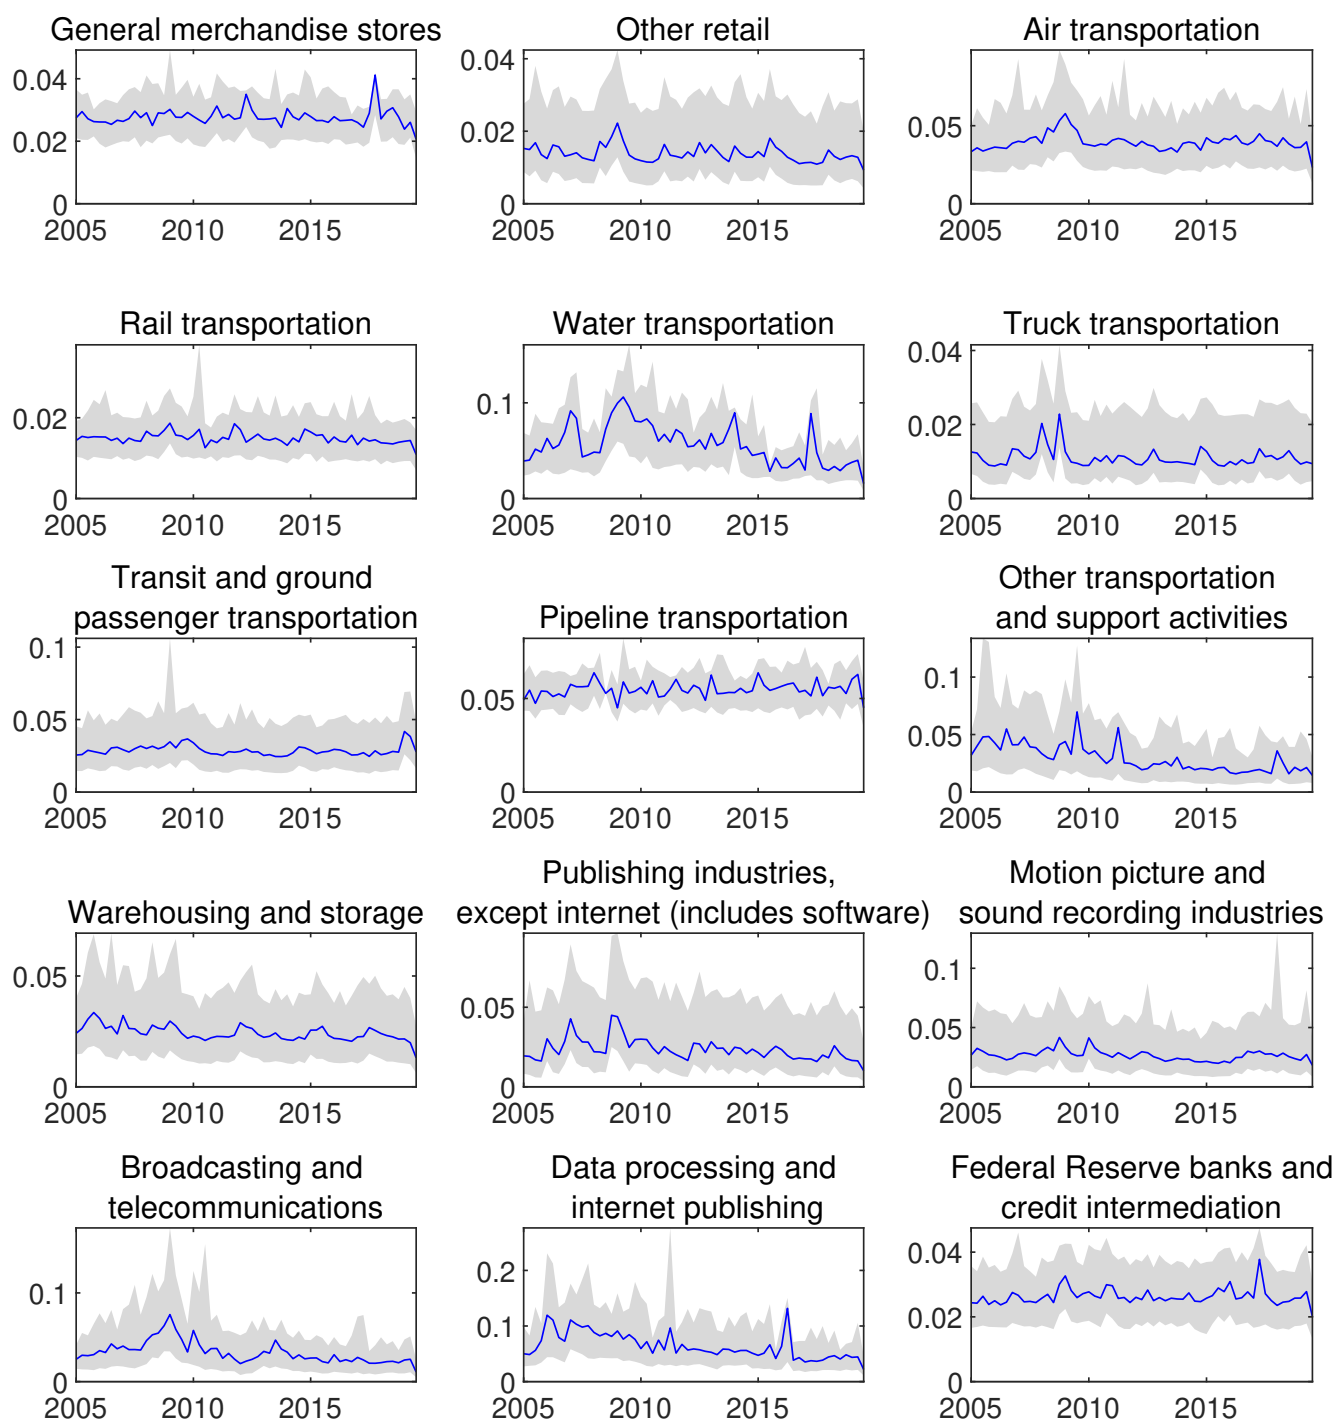 General merchandise stores
0.04
0.02
0
2005 2010 2015
Other retail
0.04
0.02
0
2005 2010 2015
Air transportation
0.05
0
2005 2010 2015
Rail transportation
0.02
0
2005 2010 2015
Water transportation
0.1
0
2005 2010 2015
Truck transportation
0.04
0.02
0
2005 2010 2015
Transit and ground
passenger transportation
0.1
0.05
0
2005 2010 2015
Pipeline transportation
0.05
0
2005 2010 2015
Other transportation
and support activities
0.1
0.05
0
2005 2010 2015
Warehousing and storage
0.05
0
2005 2010 2015
Publishing industries,
except internet (includes software)
0.05
0
2005 2010 2015
Motion picture and
sound recording industries
0.1
0.05
0
2005 2010 2015
Broadcasting and
telecommunications
0.1
0
2005 2010 2015
Data processing and
internet publishing
0.2
0.1
0
2005 2010 2015
Federal Reserve banks and
credit intermediation
0.04
0.02
0
2005 2010 2015